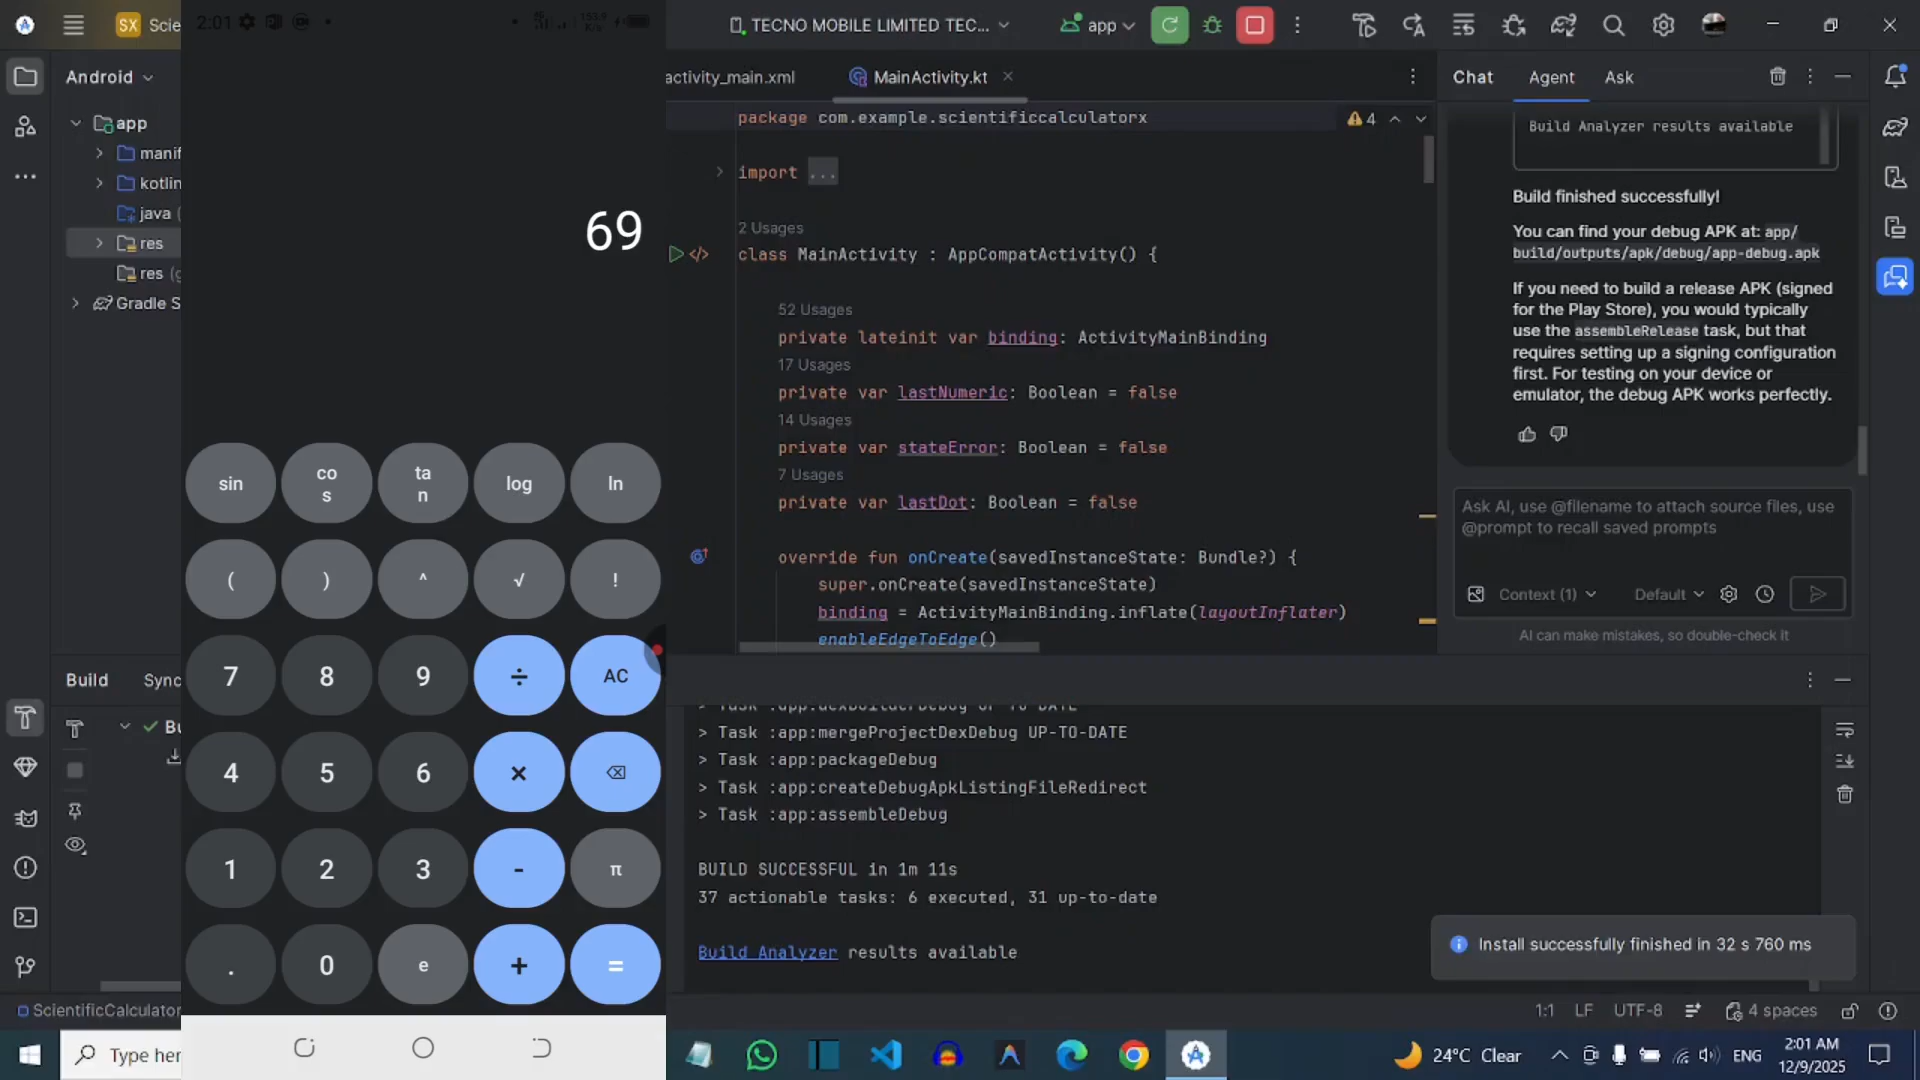 SX Scie
2:01
TECNO MOBILE LIMITED TEC...
app
Android
app
manif
kotlin
java (
res
res (g
Gradle S
activity_main.xml
MainActivity.kt
package com.example.scientificcalculatorx
4
import ...
2 Usages
class MainActivity : AppCompatActivity() {
52 Usages
private lateinit var binding: ActivityMainBinding
17 Usages
private var lastNumeric: Boolean = false
14 Usages
private var stateError: Boolean = false
7 Usages
private var lastDot: Boolean = false
override fun onCreate(savedInstanceState: Bundle?) {
super.onCreate(savedInstanceState)
binding = ActivityMainBinding.inflate(layoutInflater)
enableEdgeToEdge()
69
sin
co
s
ta
n
log
ln
(
)
^
√
!
7
8
9
÷
AC
4
5
6
×
⌫
1
2
3
-
π
.
0
e
+
=
Chat
Agent
Ask
Build Analyzer results available
Build finished successfully!
You can find your debug APK at: app/
build/outputs/apk/debug/app-debug.apk
If you need to build a release APK (signed
for the Play Store), you would typically
use the assembleRelease task, but that
requires setting up a signing configuration
first. For testing on your device or
emulator, the debug APK works perfectly.
Ask AI, use @filename to attach source files, use
@prompt to recall saved prompts
Context (1)
Default
AI can make mistakes, so double-check it
Build
Sync
Bu
> Task :app:dexBuilderDebug UP-TO-DATE
> Task :app:mergeProjectDexDebug UP-TO-DATE
> Task :app:packageDebug
> Task :app:createDebugApkListingFileRedirect
> Task :app:assembleDebug
BUILD SUCCESSFUL in 1m 11s
37 actionable tasks: 6 executed, 31 up-to-date
Build Analyzer results available
Install successfully finished in 32 s 760 ms
ScientificCalculator
1:1
LF
UTF-8
4 spaces
Type her
24°C Clear
ENG
2:01 AM
12/9/2025